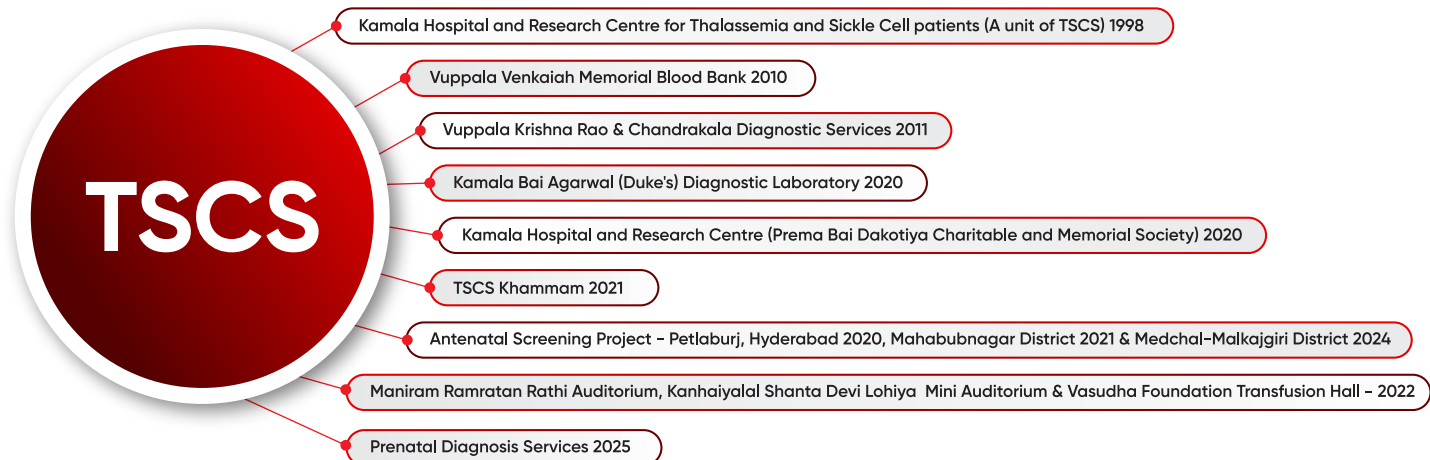 TSCS
Kamala Hospital and Research Centre for Thalassemia and Sickle Cell patients (A unit of TSCS) 1998
Vuppala Venkaiah Memorial Blood Bank 2010
Vuppala Krishna Rao & Chandrakala Diagnostic Services 2011
Kamala Bai Agarwal (Duke's) Diagnostic Laboratory 2020
Kamala Hospital and Research Centre (Prema Bai Dakotiya Charitable and Memorial Society) 2020
TSCS Khammam 2021
Antenatal Screening Project - Petlaburj, Hyderabad 2020, Mahabubnagar District 2021 & Medchal-Malkajgiri District 2024
Maniram Ramratan Rathi Auditorium, Kanhaiyalal Shanta Devi Lohiya Mini Auditorium & Vasudha Foundation Transfusion Hall - 2022
Prenatal Diagnosis Services 2025